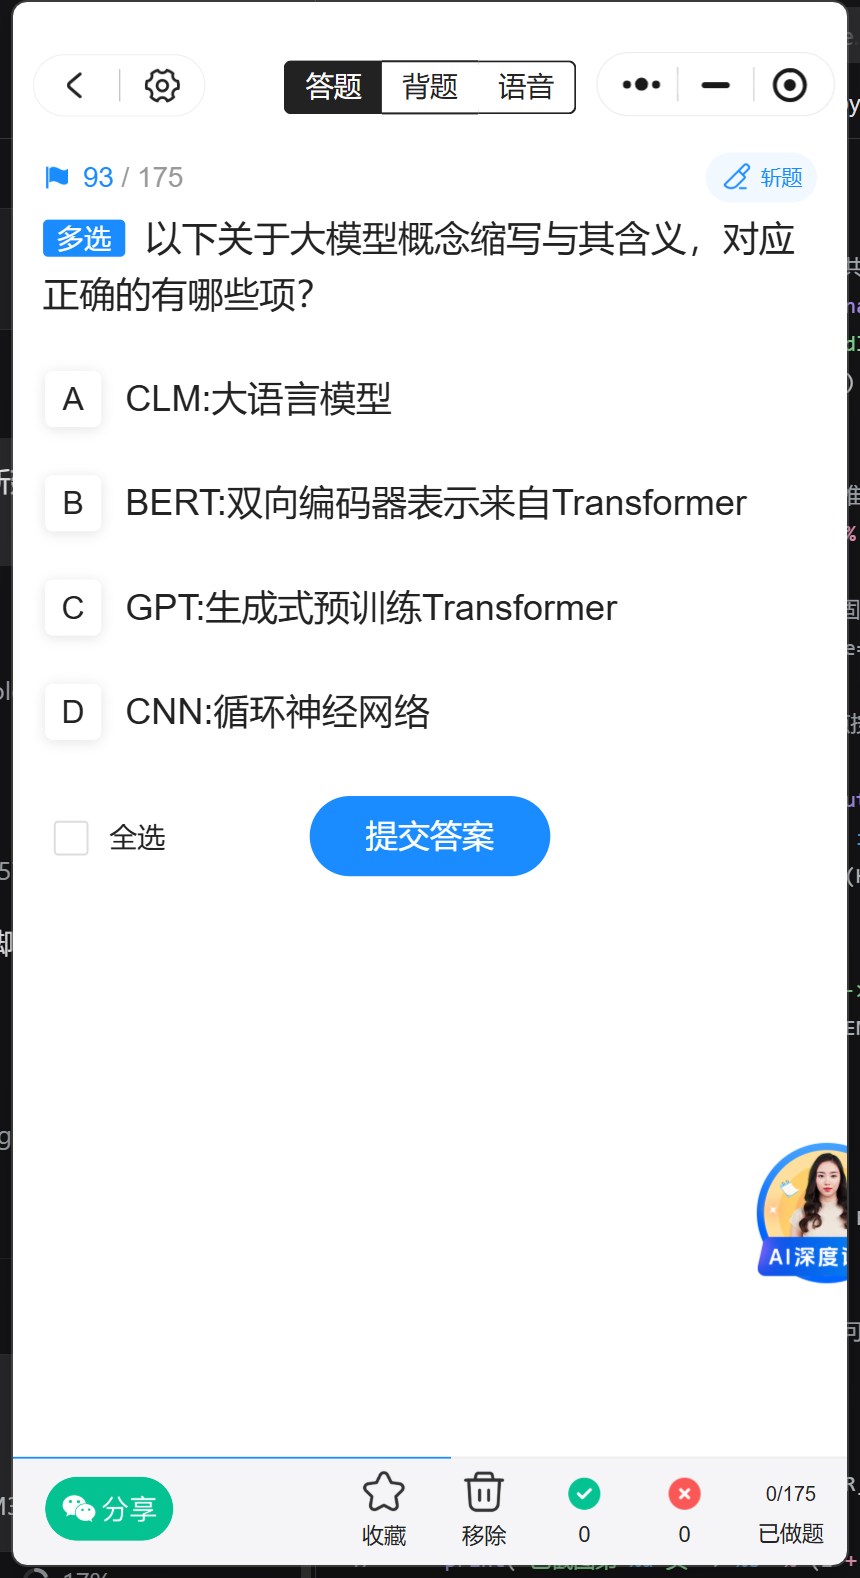 答题 背题 语音
93 / 175
斩题
多选 以下关于大模型概念缩写与其含义，对应
正确的有哪些项？
A CLM:大语言模型
B BERT:双向编码器表示来自Transformer
C GPT:生成式预训练Transformer
D CNN:循环神经网络
全选
提交答案
AI深度
分享
收藏
移除
0
0
0/175
已做题
17%